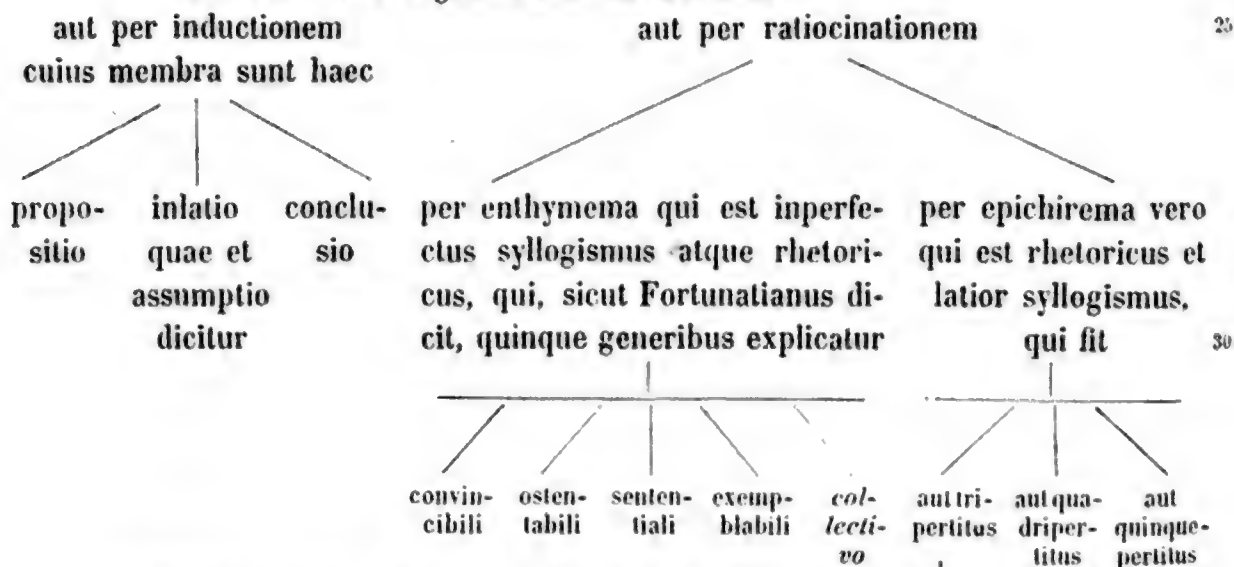 aut per inductionem
cuius membra sunt haec
aut per ratiocinationem
25
propo-
sitio
inlatio
quae et
assumptio
dicitur
conclu-
sio
per enthymema qui est inperfe-
ctus syllogismus atque rhetori-
cus, qui, sicut Fortunatianus di-
cit, quinque generibus explicatur
per epichirema vero
qui est rhetoricus et
latior syllogismus,
qui fit
30
convin-
cibili
osten-
tabili
senten-
tiali
exemp-
blabili
col-
lecti-
vo
aut tri-
pertitus
aut qua-
driper-
titus
aut
quinque-
pertitus